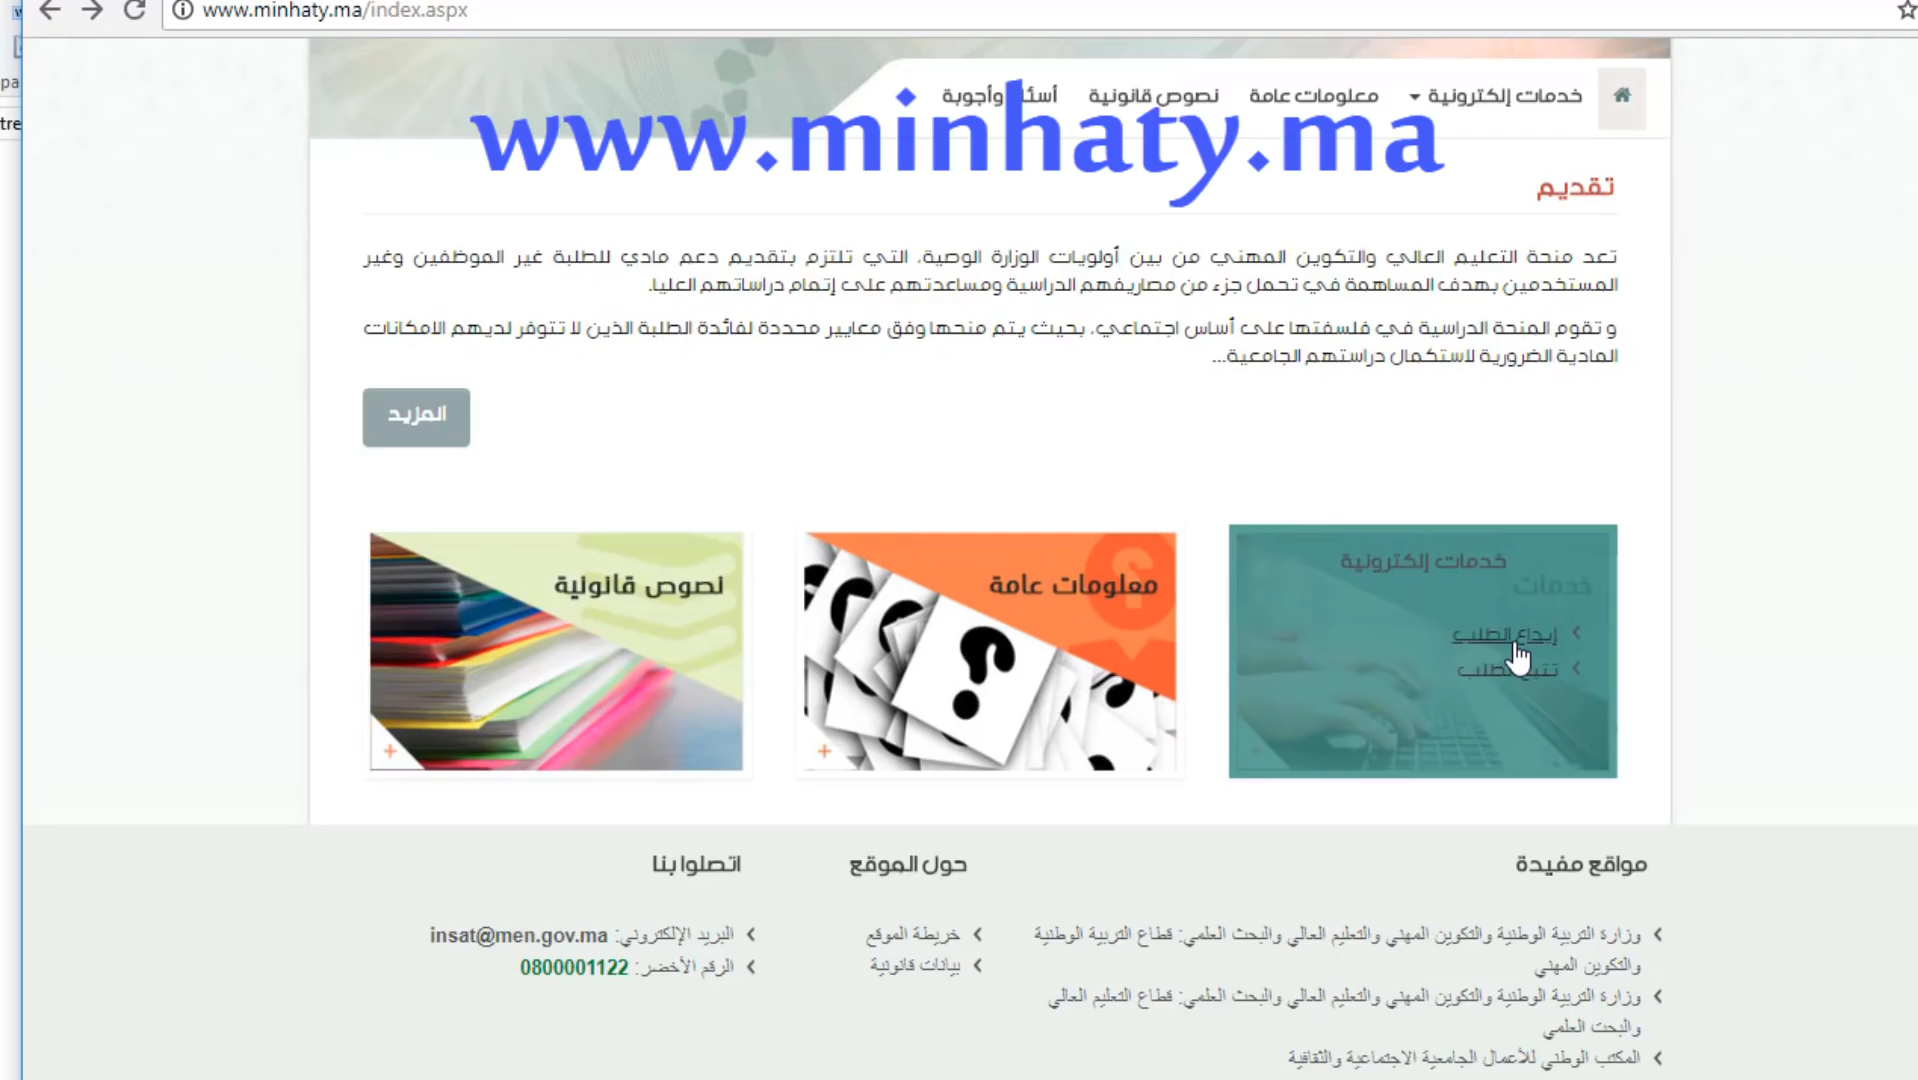 www.minhaty.ma/index.aspx
خدمات إلكترونية
معلومات عامة
نصوص قانونية
وأجوبة
www.minhaty.ma
تقديم
تعد منحة التعليم العالي والتكوين المهني من بين أولويات الوزارة الوصية، التي تلتزم بتقديم دعم مادي للطلبة غير الموظفين وغير
المستخدمين بهدف المساهمة في تحمل جزء من مصاريفهم الدراسية ومساعدتهم على إتمام دراساتهم العليا.
و تقوم المنحة الدراسية في فلسفتها على أساس اجتماعي، بحيث يتم منحها وفق معايير محددة لفائدة الطلبة الذين لا تتوفر لديهم الامكانات
المادية الضرورية لاستكمال دراستهم الجامعية...
المزيد
خدمات إلكترونية
خدمات
إيداع الطلب
معلومات عامة
نصوص قانونية
مواقع مفيدة
وزارة التربية الوطنية والتكوين المهني والتعليم العالي والبحث العلمي: قطاع التربية الوطنية
والتكوين المهني
وزارة التربية الوطنية والتكوين المهني والتعليم العالي والبحث العلمي: قطاع التعليم العالي
والبحث العلمي
المكتب الوطني للأعمال الجامعية الاجتماعية والثقافية
حول الموقع
خريطة الموقع
بيانات قانونية
اتصلوا بنا
البريد الإلكتروني: insat@men.gov.ma
الرقم الأخضر: 0800001122